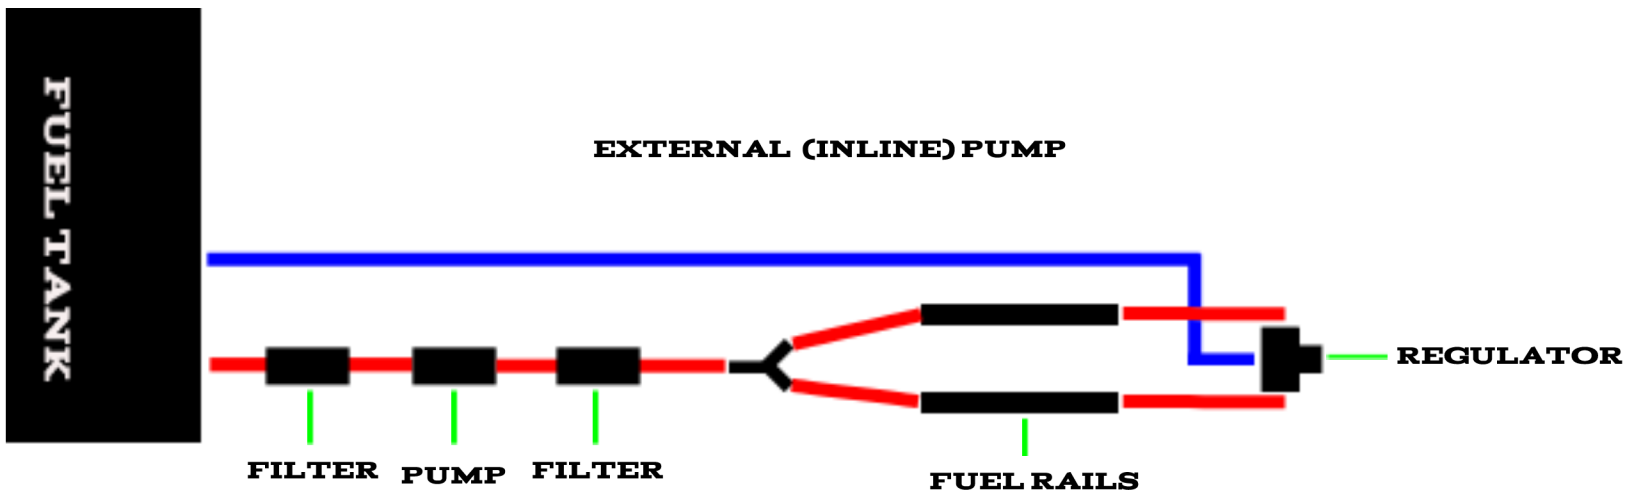 FUEL TANK
EXTERNAL (INLINE) PUMP
REGULATOR
FILTER
PUMP
FILTER
FUEL RAILS